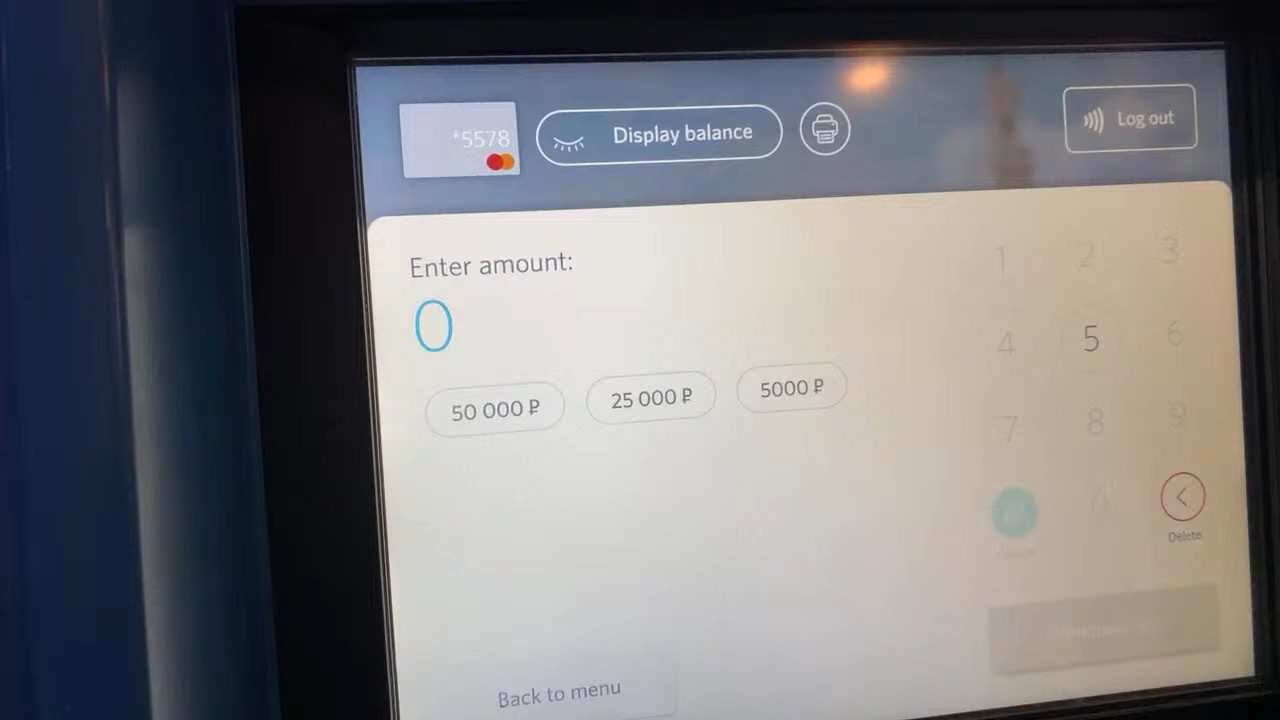 *5578
Display balance
Log out
Enter amount:
0
50 000 ₽
25 000 ₽
5000 ₽
1 2 3
4 5 6
7 8 9
0
Delete
Back to menu